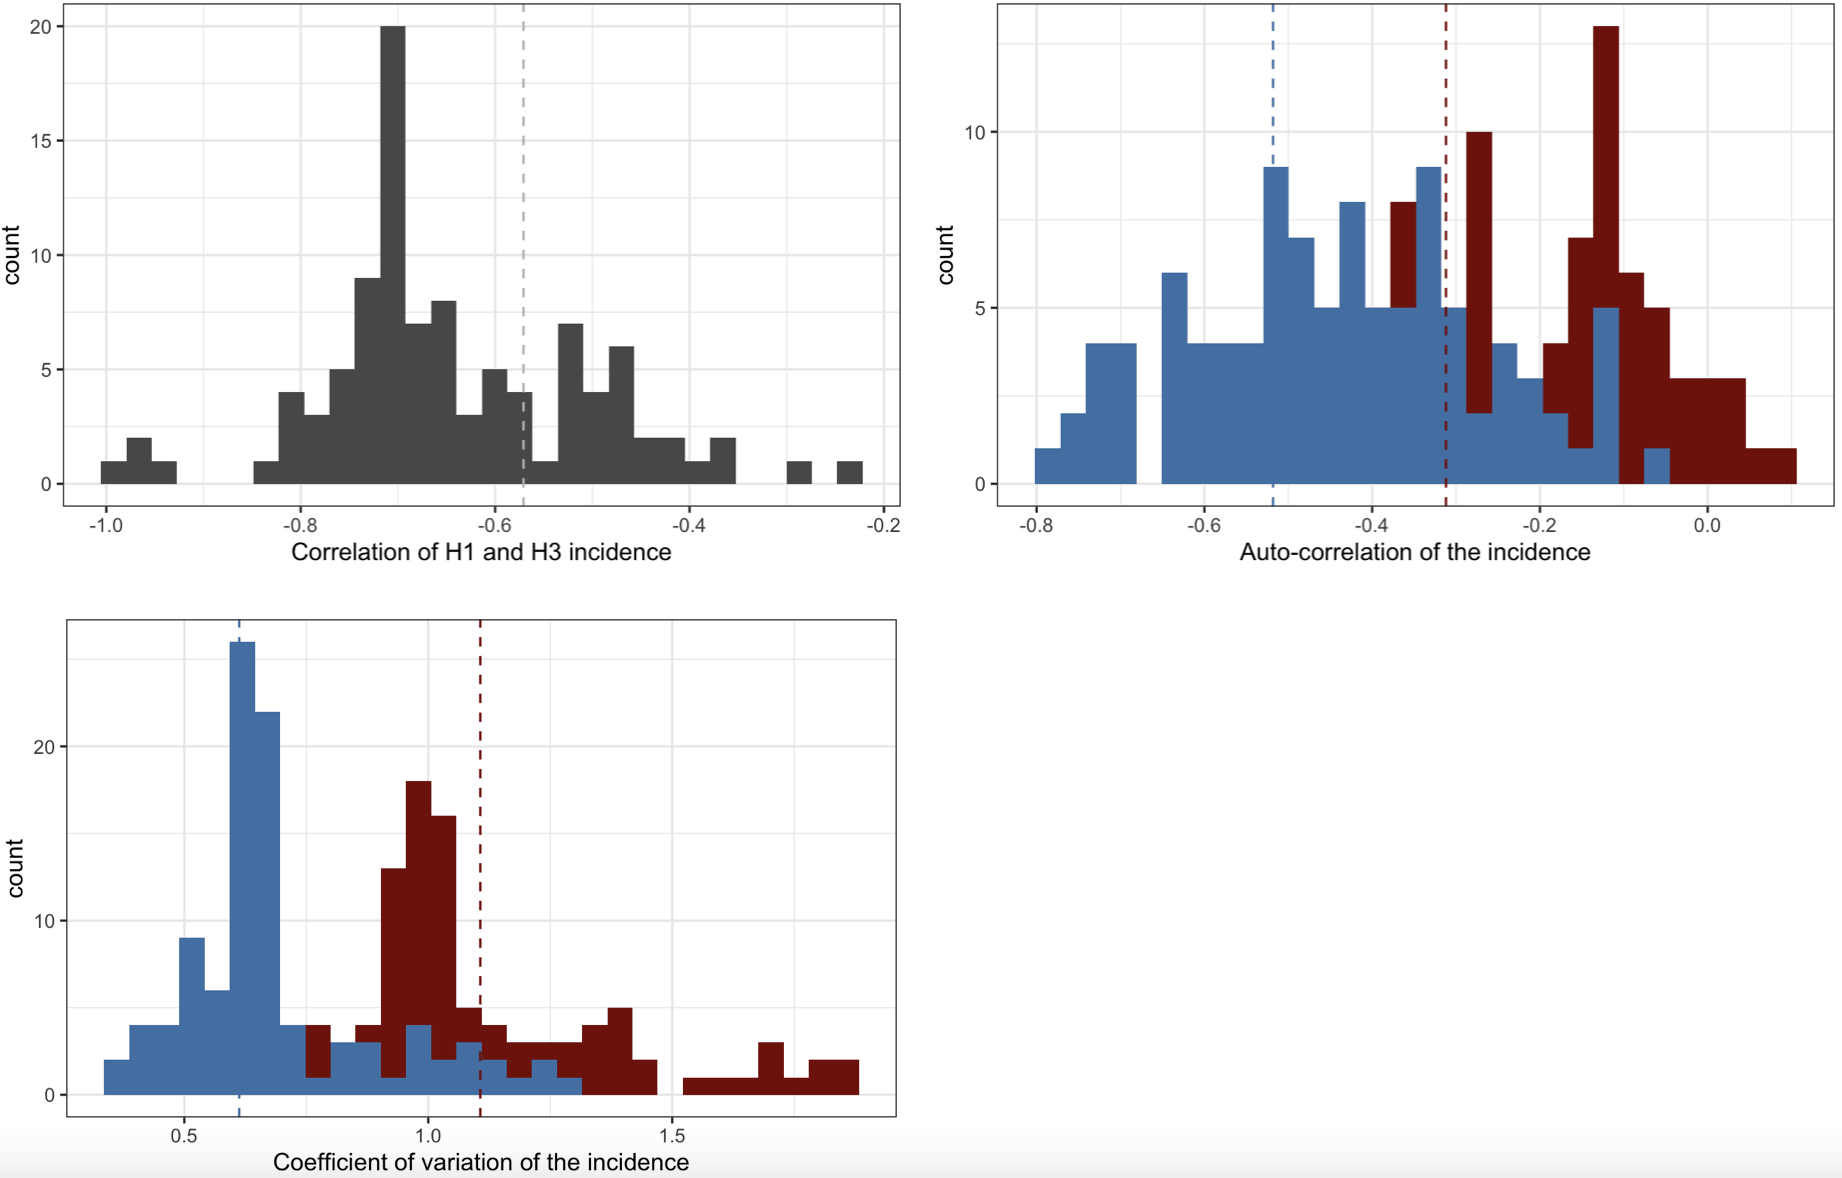 20
15
10
5
0
count
-1.0 -0.8 -0.6 -0.4 -0.2
Correlation of H1 and H3 incidence
10
5
0
count
-0.8 -0.6 -0.4 -0.2 0.0
Auto-correlation of the incidence
20
10
0
count
0.5 1.0 1.5
Coefficient of variation of the incidence